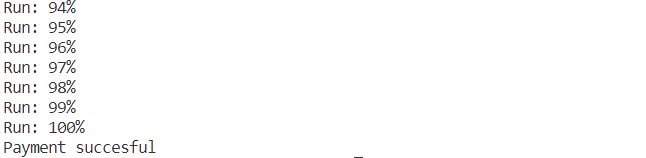 Run: 94%
Run: 95%
Run: 96%
Run: 97%
Run: 98%
Run: 99%
Run: 100%
Payment succesful